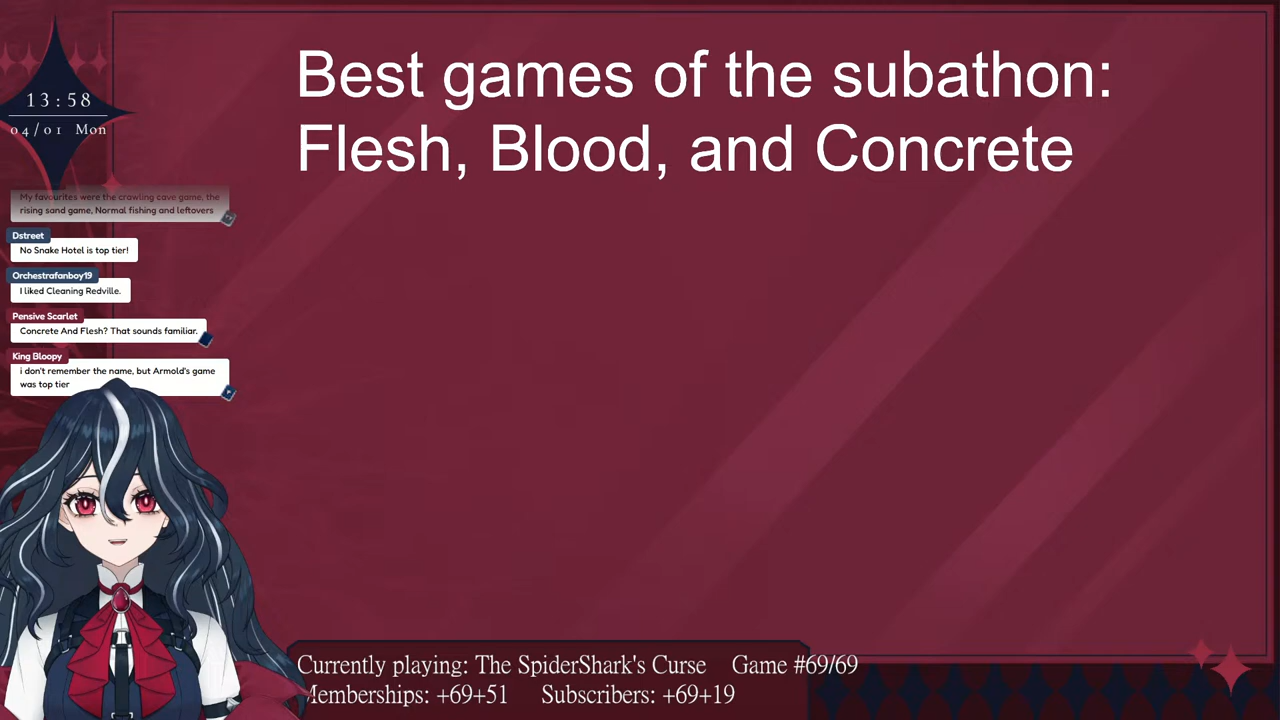 Best games of the subathon:
Flesh, Blood, and Concrete
13:58
04/01 Mon
My favourites were the crawling cave game, the
rising sand game, Normal fishing and leftovers
Dstreet
No Snake Hotel is top tier!
Orchestrafanboy19
I liked Cleaning Redville.
Pensive Scarlet
Concrete And Flesh? That sounds familiar.
King Bloopy
i don't remember the name, but Armold's game
was top tier
Currently playing: The SpiderShark's Curse Game #69/69
Memberships: +69+51 Subscribers: +69+19